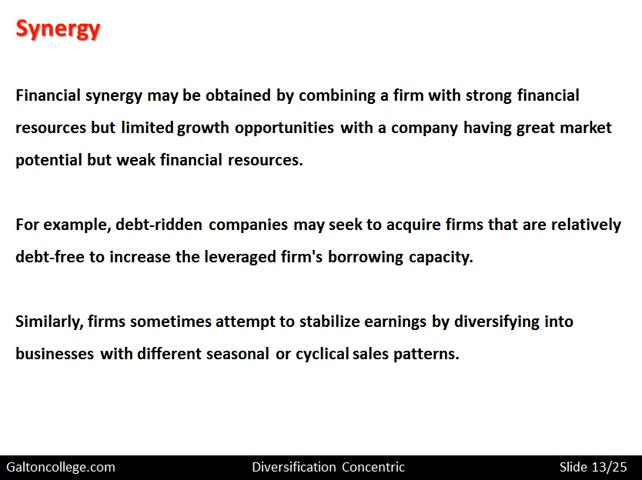 Synergy
Financial synergy may be obtained by combining a firm with strong financial
resources but limited growth opportunities with a company having great market
potential but weak financial resources.
For example, debt-ridden companies may seek to acquire firms that are relatively
debt-free to increase the leveraged firm's borrowing capacity.
Similarly, firms sometimes attempt to stabilize earnings by diversifying into
businesses with different seasonal or cyclical sales patterns.
Galtoncollege.com Diversification Concentric Slide 13/25